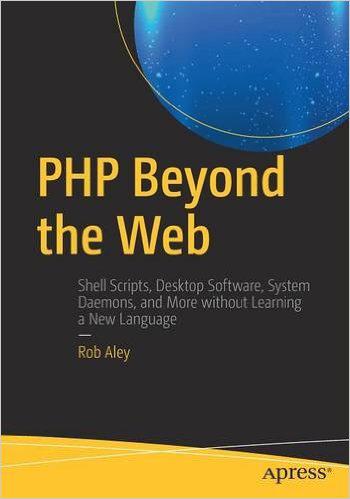 PHP Beyond
the Web
Shell Scripts, Desktop Software, System
Daemons, and More without Learning
a New Language
Rob Aley
Apress®